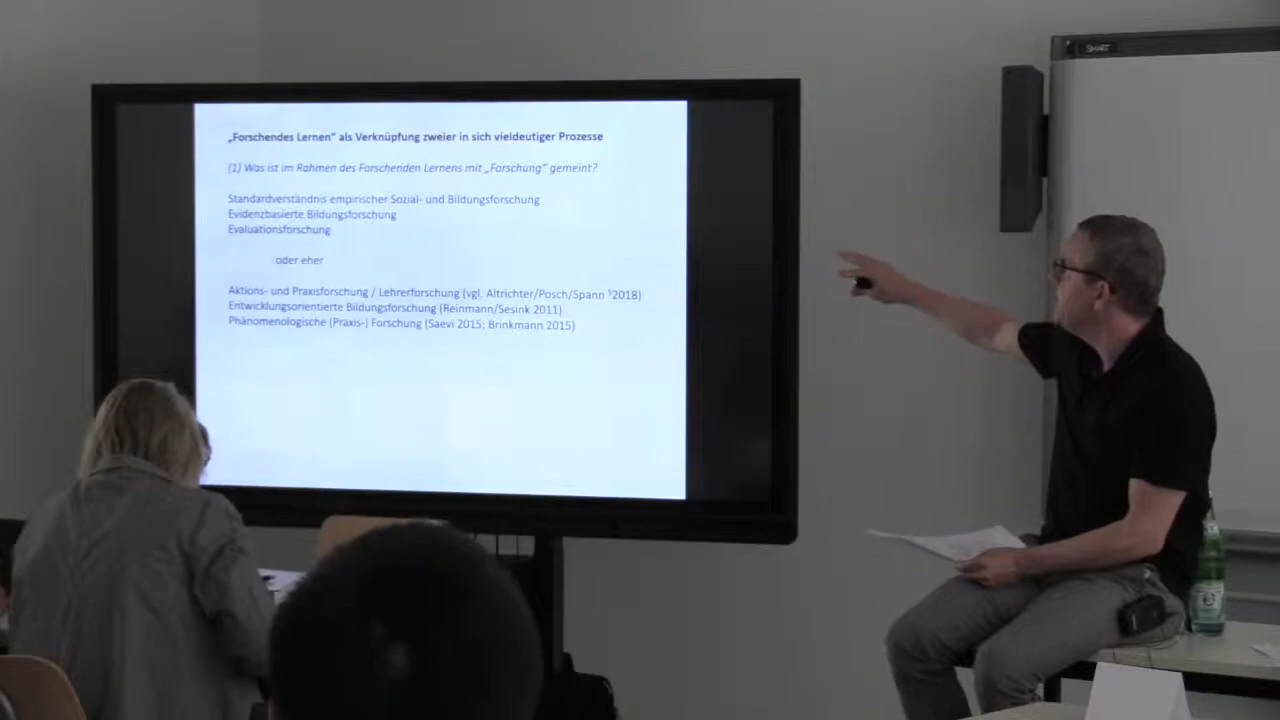 „Forschendes Lernen“ als Verknüpfung zweier in sich vieldeutiger Prozesse
(1) Was ist im Rahmen des Forschenden Lernens mit „Forschung“ gemeint?
Standardverständnis empirischer Sozial- und Bildungsforschung
Evidenzbasierte Bildungsforschung
Evaluationsforschung
oder eher
Aktions- und Praxisforschung / Lehrerforschung (vgl. Altrichter/Posch/Spann ⁵2018)
Entwicklungsorientierte Bildungsforschung (Reinmann/Sesink 2011)
Phänomenologische (Praxis-) Forschung (Saevi 2015; Brinkmann 2015)
SMART